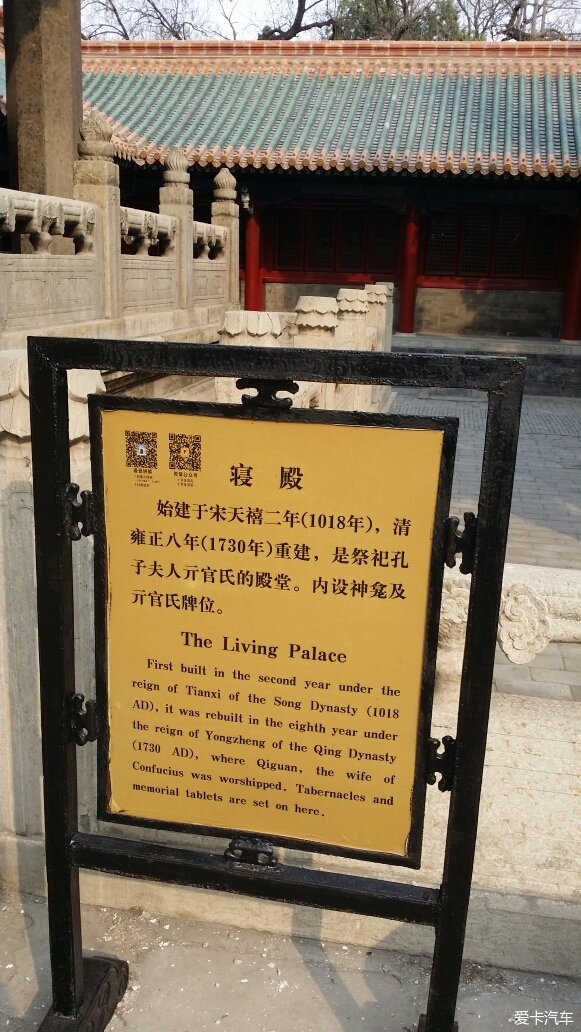 寝 殿
始建于宋天禧二年(1018年)，清
雍正八年(1730年)重建，是祭祀孔
子夫人亓官氏的殿堂。内设神龛及
亓官氏牌位。
The Living Palace
First built in the second year under the
reign of Tianxi of the Song Dynasty (1018
AD), it was rebuilt in the eighth year under
the reign of Yongzheng of the Qing Dynasty
(1730 AD), where Qiguan, the wife of
Confucius was worshipped. Tabernacles and
memorial tablets are set on here.
爱卡汽车